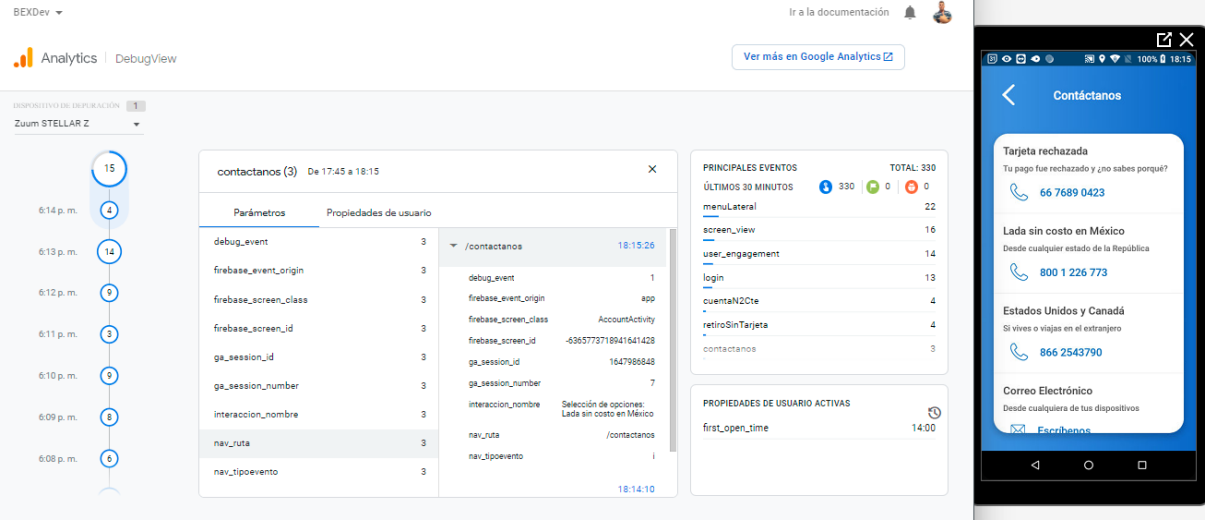 BEXDev
Ir a la documentación
Analytics | DebugView
Ver más en Google Analytics
DISPOSITIVO DE DEPURACIÓN 1
Zuum STELLAR Z
15
6:14 p. m. 4
6:13 p. m. 14
6:12 p. m. 9
6:11 p. m. 3
6:10 p. m. 9
6:09 p. m. 8
6:08 p. m. 6
contactanos (3) De 17:45 a 18:15
Parámetros Propiedades de usuario
debug_event 3
firebase_event_origin 3
firebase_screen_class 3
firebase_screen_id 3
ga_session_id 3
ga_session_number 3
interaccion_nombre 3
nav_ruta 3
nav_tipoevento 3
/contactanos 18:15:26
debug_event 1
firebase_event_origin app
firebase_screen_class AccountActivity
firebase_screen_id -6365773718941641428
ga_session_id 1647986848
ga_session_number 7
interaccion_nombre Selección de opciones:
Lada sin costo en México
nav_ruta /contactanos
nav_tipoevento i
18:14:10
PRINCIPALES EVENTOS TOTAL: 330
ÚLTIMOS 30 MINUTOS 330 0 0
menuLateral 22
screen_view 16
user_engagement 14
login 13
cuentaN2Cte 4
retiroSinTarjeta 4
contactanos 3
PROPIEDADES DE USUARIO ACTIVAS
first_open_time 14:00
31 100% 18:15
Contáctanos
Tarjeta rechazada
Tu pago fue rechazado y ¿no sabes porqué?
66 7689 0423
Lada sin costo en México
Desde cualquier estado de la República
800 1 226 773
Estados Unidos y Canadá
Si vives o viajas en el extranjero
866 2543790
Correo Electrónico
Desde cualquiera de tus dispositivos
Escríbenos